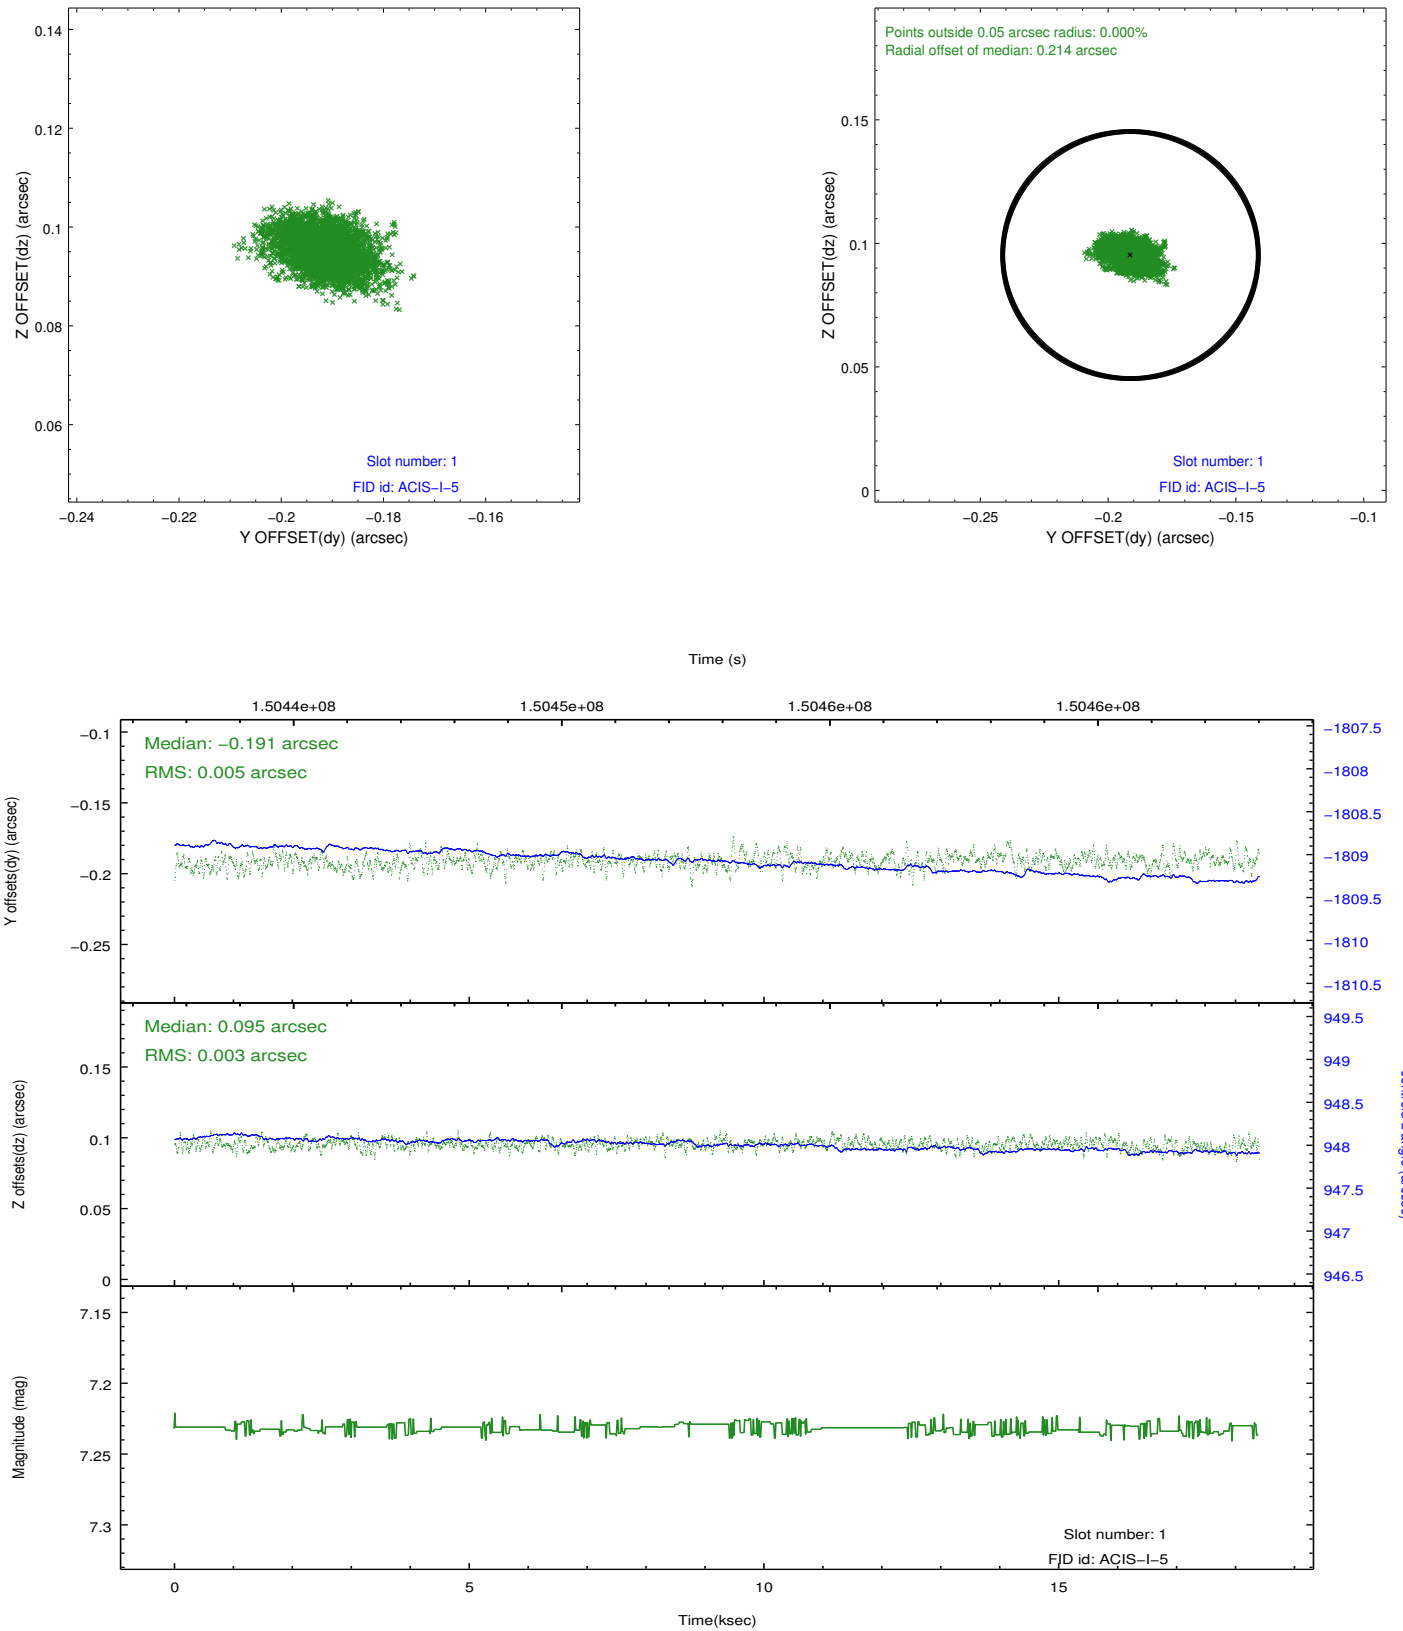 0.14
0.12
0.1
0.08
0.06
Z OFFSET(dz) (arcsec)
Slot number: 1
FID id: ACIS−I−5
−0.24
−0.22
−0.2
−0.18
−0.16
Y OFFSET(dy) (arcsec)
Points outside 0.05 arcsec radius: 0.000%
Radial offset of median: 0.214 arcsec
0.15
0.1
0.05
0
Z OFFSET(dz) (arcsec)
Slot number: 1
FID id: ACIS−I−5
−0.25
−0.2
−0.15
−0.1
Y OFFSET(dy) (arcsec)
Time (s)
1.5044e+08
1.5045e+08
1.5046e+08
1.5046e+08
Median: −0.191 arcsec
RMS: 0.005 arcsec
−0.1
−0.15
−0.2
−0.25
Y offsets(dy) (arcsec)
−1807.5
−1808
−1808.5
−1809
−1809.5
−1810
−1810.5
Median: 0.095 arcsec
RMS: 0.003 arcsec
0.15
0.1
0.05
0
Z offsets(dz) (arcsec)
949.5
949
948.5
948
947.5
947
946.5
7.15
7.2
7.25
7.3
Magnitude (mag)
Slot number: 1
FID id: ACIS−I−5
0
5
10
15
Time(ksec)